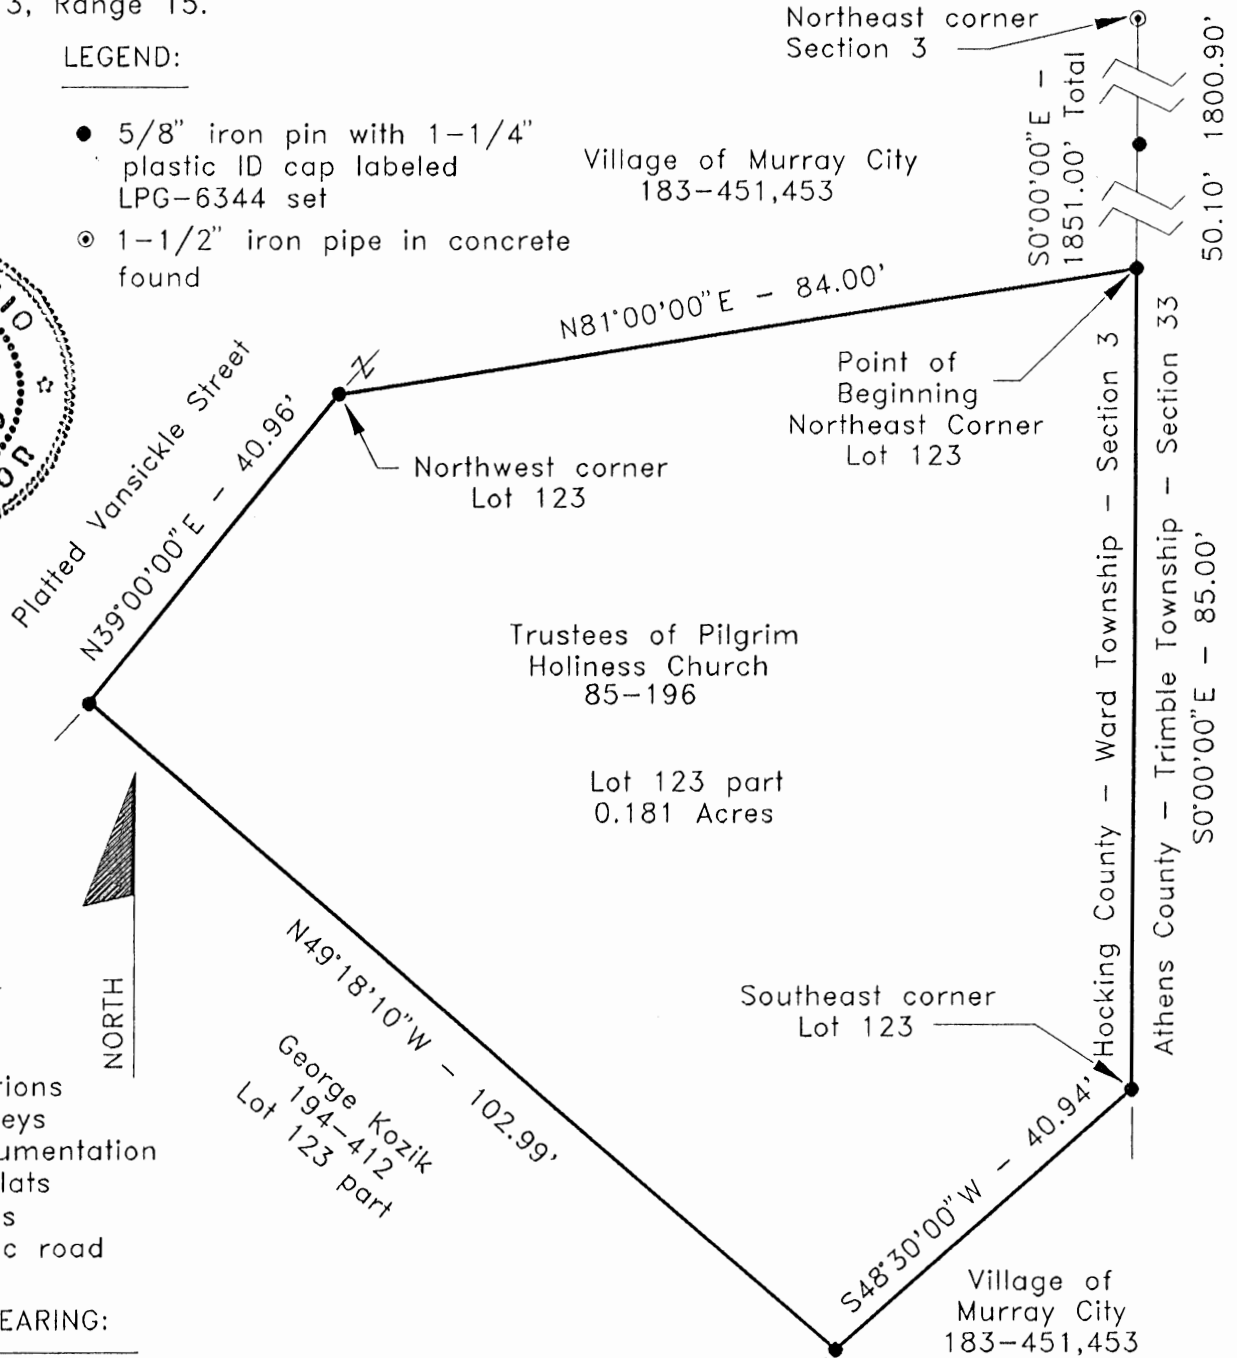 3, Range 15.
LEGEND:
5/8" iron pin with 1-1/4"
plastic ID cap labeled
LPG-6344 set
1-1/2" iron pipe in concrete
found
Northeast corner
Section 3
S0°00'00"E -
1851.00' Total
1800.90'
50.10'
Village of Murray City
183-451,453
N81°00'00"E - 84.00'
Point of
Beginning
Northeast Corner
Lot 123
Platted Vansickle Street
N39°00'00"E - 40.96'
Northwest corner
Lot 123
Trustees of Pilgrim
Holiness Church
85-196
Lot 123 part
0.181 Acres
Hocking County - Ward Township - Section 3
Athens County - Trimble Township - Section 33
S0°00'00"E - 85.00'
NORTH
N49°18'10"W - 102.99'
George Kozik
194-412
Lot 123 part
Southeast corner
Lot 123
S48°30'00"W - 40.94'
Village of
Murray City
183-451,453
rions
eys
umentation
lats
s
c road
EARING: